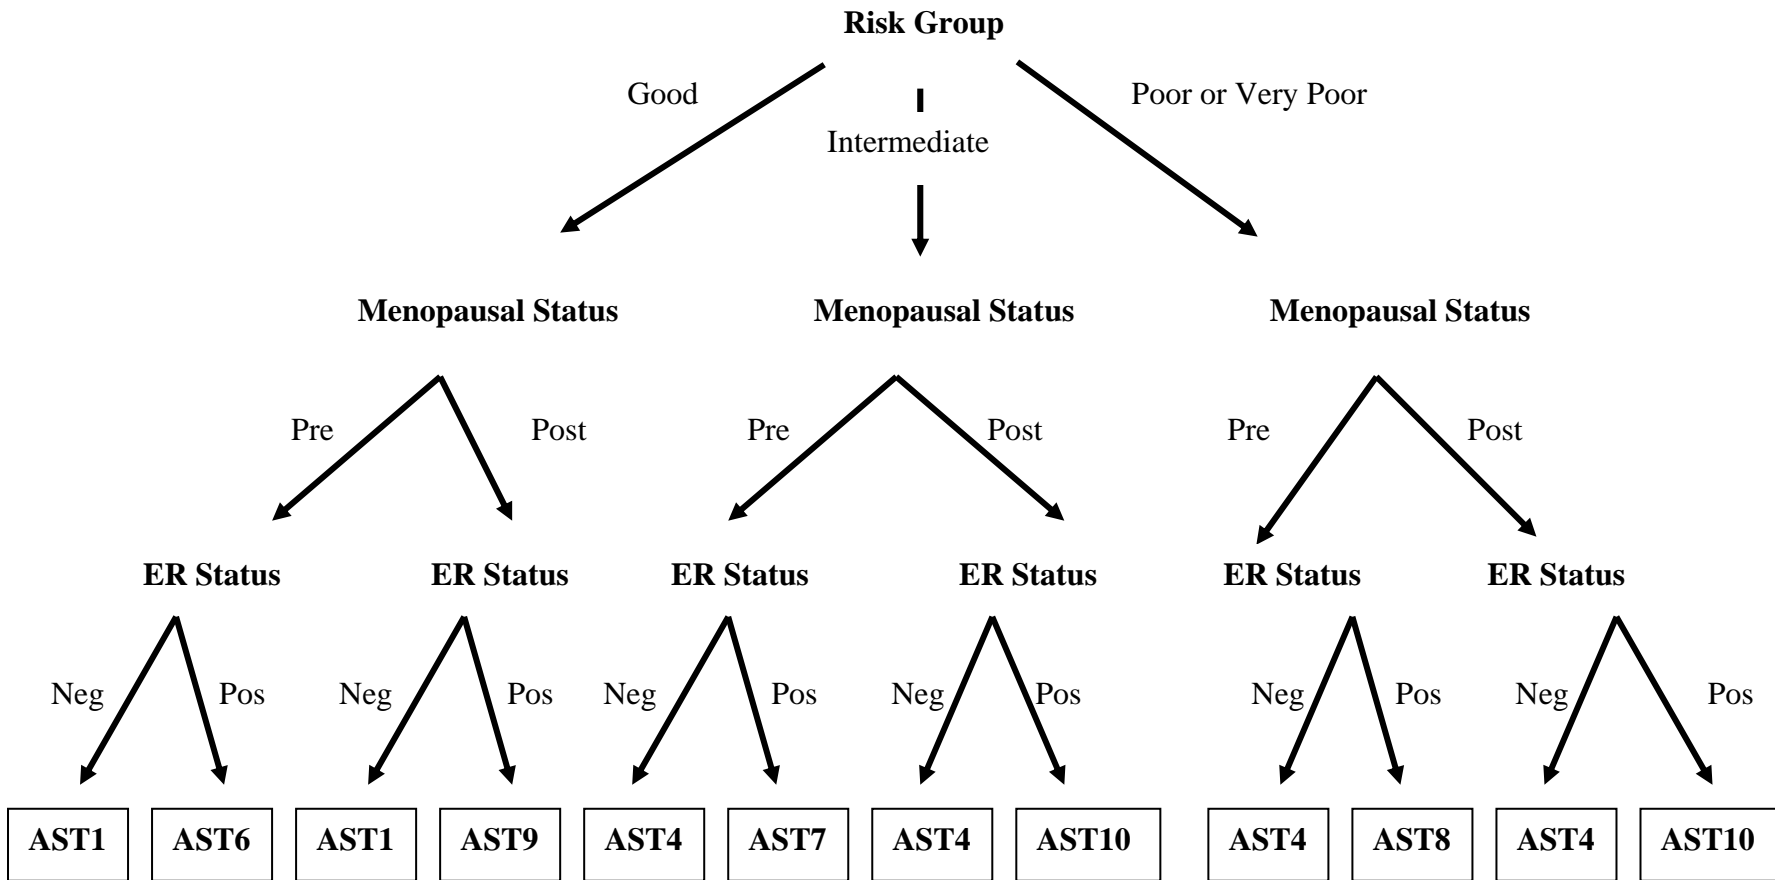 Risk Group
Good
Poor or Very Poor
Intermediate
Menopausal Status Menopausal Status Menopausal Status
Pre Post Pre Post Pre Post
ER Status ER Status ER Status ER Status ER Status ER Status
Neg Pos Neg Pos Neg Pos Neg Pos Neg Pos Neg Pos
AST1 AST6 AST1 AST9 AST4 AST7 AST4 AST10 AST4 AST8 AST4 AST10